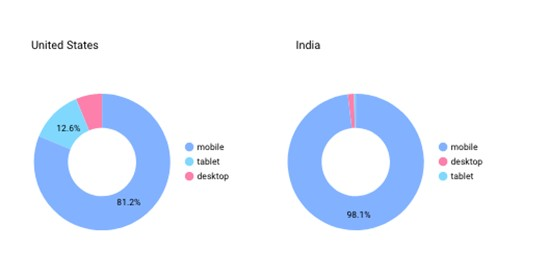 United States
12.6%
81.2%
mobile
tablet
desktop
India
98.1%
mobile
desktop
tablet